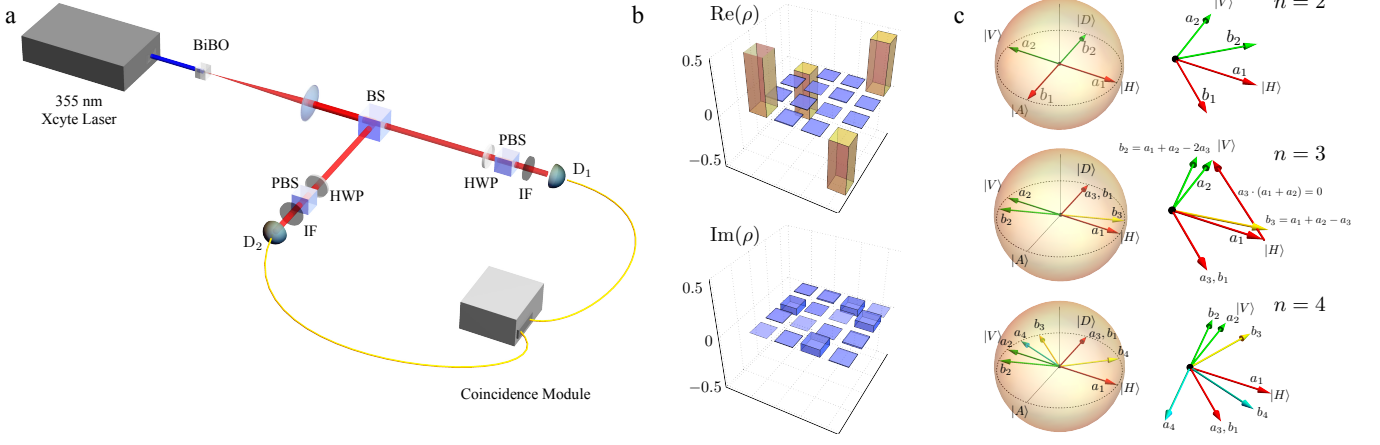 a
355 nm
Xcyte Laser
BiBO
BS
PBS
HWP
IF
D₁
PBS
HWP
IF
D₂
Coincidence Module
b
Re(ρ)
0.5
0
−0.5
Im(ρ)
0.5
0
−0.5
c
|V⟩
|D⟩
a₂
b₂
a₁
|H⟩
b₁
|A⟩
|V⟩
n = 2
a₂
b₂
a₁
|H⟩
b₁
|V⟩
|D⟩
a₂
a₃, b₁
b₂
b₃
a₁
|H⟩
|A⟩
b₂ = a₁ + a₂ − 2a₃
|V⟩
n = 3
a₂
a₃ · (a₁ + a₂) = 0
b₃ = a₁ + a₂ − a₃
a₁
|H⟩
a₃, b₁
|V⟩
a₄
b₃
|D⟩
a₃, b₁
a₂
b₄
b₂
a₁
|H⟩
|A⟩
|V⟩
n = 4
b₂
a₂
b₃
a₁
|H⟩
b₄
a₄
a₃, b₁